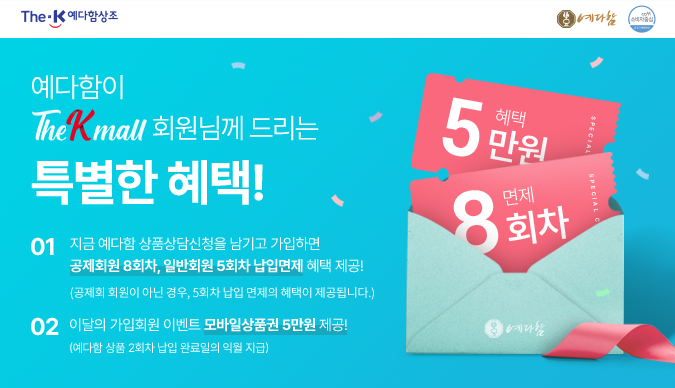 The-K 예다함상조
예다함
소비자중심
예다함이
TheKmall 회원님께 드리는
특별한 혜택!
01 지금 예다함 상품상담신청을 남기고 가입하면
공제회원 8회차, 일반회원 5회차 납입면제 혜택 제공!
(공제회 회원이 아닌 경우, 5회차 납입 면제의 혜택이 제공됩니다.)
02 이달의 가입회원 이벤트 모바일상품권 5만원 제공!
(예다함 상품 2회차 납입 완료일의 익월 지급)
5 혜택
만원
SPECIAL
8 면제
회차
SPECIAL C
예다함